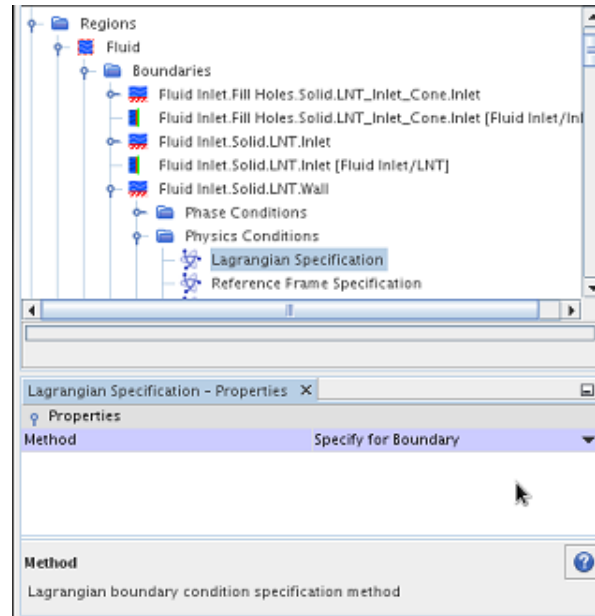 Regions
Fluid
Boundaries
Fluid Inlet.Fill Holes.Solid.LNT_Inlet_Cone.Inlet
Fluid Inlet.Fill Holes.Solid.LNT_Inlet_Cone.Inlet [Fluid Inlet/Inl
Fluid Inlet.Solid.LNT.Inlet
Fluid Inlet.Solid.LNT.Inlet [Fluid Inlet/LNT]
Fluid Inlet.Solid.LNT.Wall
Phase Conditions
Physics Conditions
Lagrangian Specification
Reference Frame Specification
Lagrangian Specification - Properties
Properties
Method Specify for Boundary
Method
Lagrangian boundary condition specification method